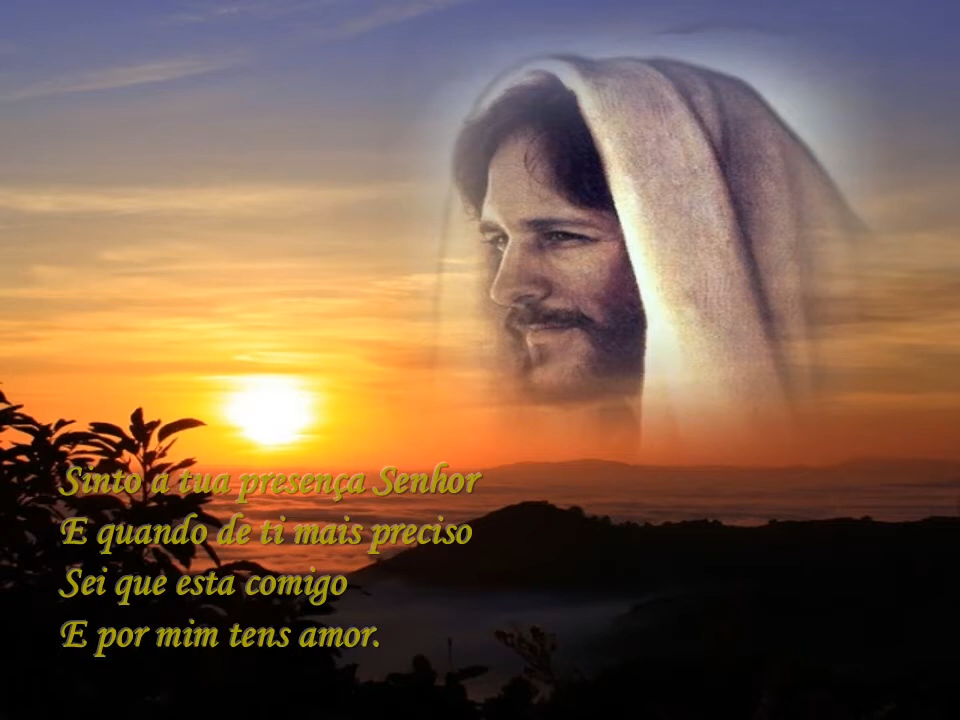 Sinto a tua presença Senhor
E quando de ti mais preciso
Sei que esta comigo
E por mim tens amor.